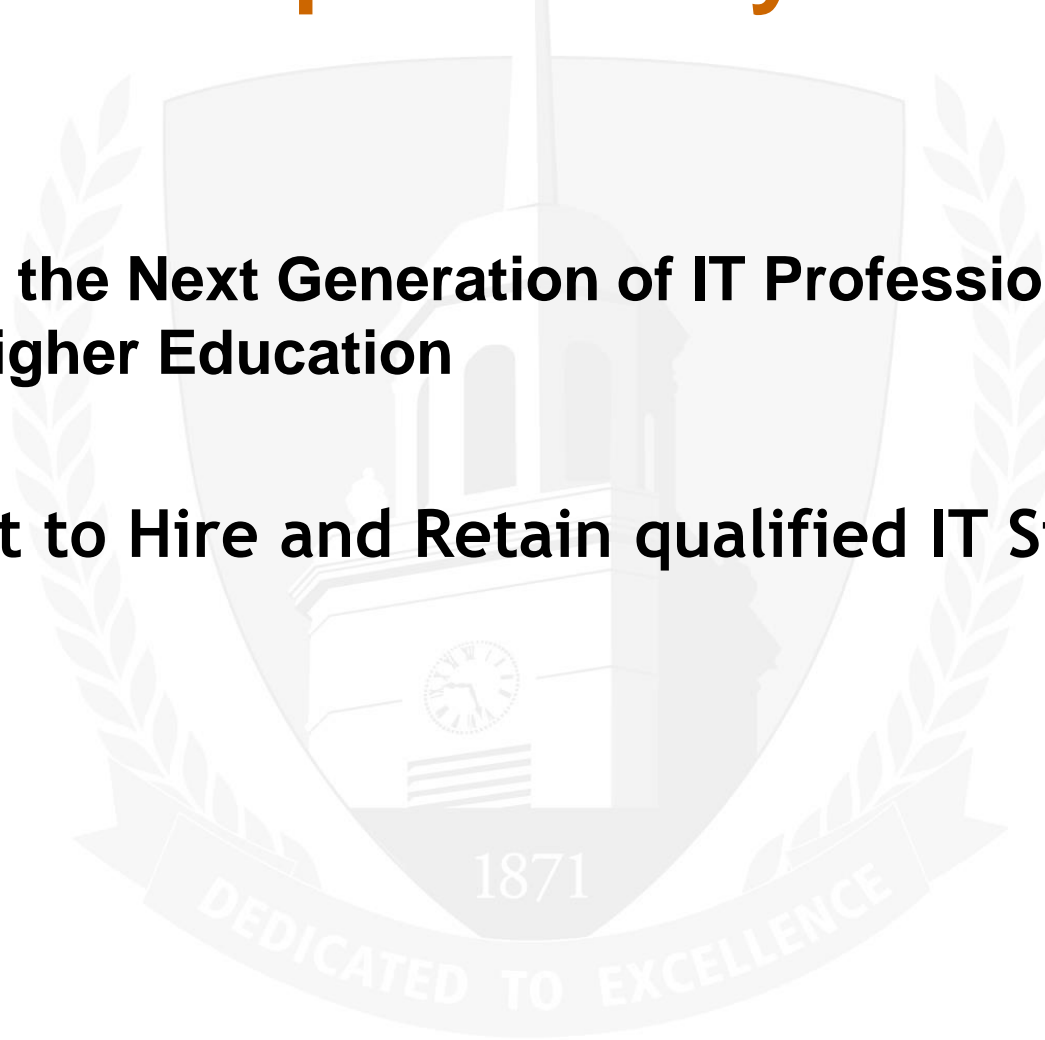 the Next Generation of IT Professio
igher Education
t to Hire and Retain qualified IT S
1871
DEDICATED TO EXCELLENCE